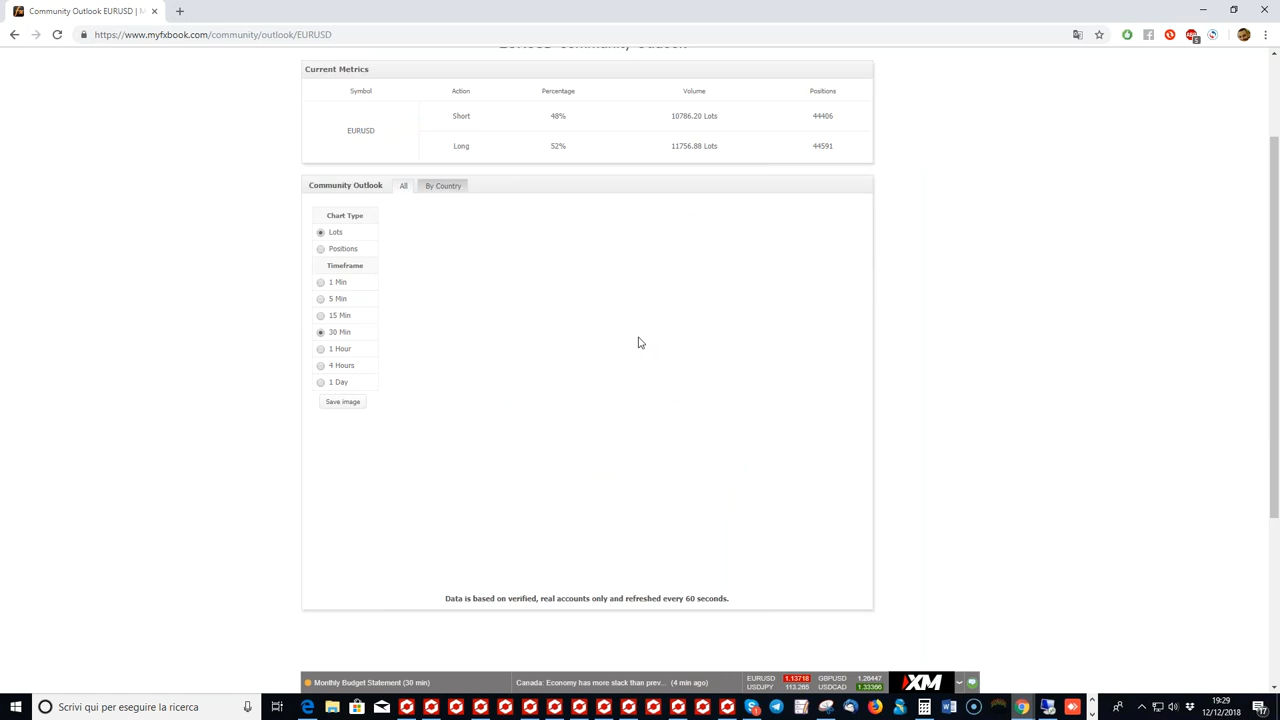 Community Outlook EURUSD | M
https://www.myfxbook.com/community/outlook/EURUSD
5
EURUSD Community Outlook
Current Metrics
Symbol Action Percentage Volume Positions
EURUSD
Short 48% 10786.20 Lots 44406
Long 52% 11756.88 Lots 44591
Community Outlook All By Country
Chart Type
Lots
Positions
Timeframe
1 Min
5 Min
15 Min
30 Min
1 Hour
4 Hours
1 Day
Save image
Data is based on verified, real accounts only and refreshed every 60 seconds.
Monthly Budget Statement (30 min)
Canada: Economy has more slack than prev... (4 min ago)
EURUSD 1.13718 GBPUSD 1.26447
USDJPY 113.265 USDCAD 1.33366
XM
Scrivi qui per eseguire la ricerca
19:29
12/12/2018